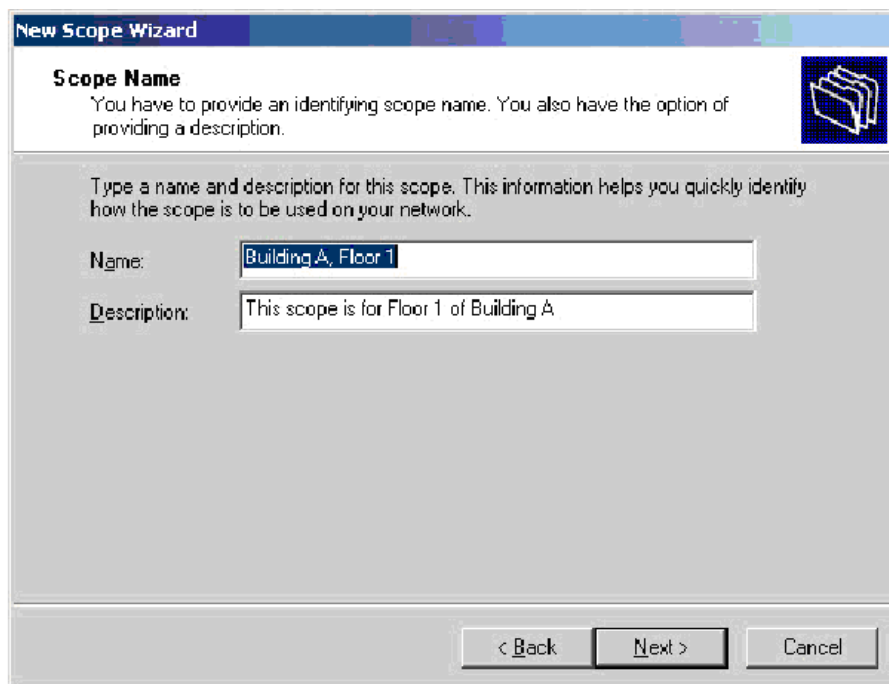 New Scope Wizard
Scope Name
You have to provide an identifying scope name. You also have the option of
providing a description.
Type a name and description for this scope. This information helps you quickly identify
how the scope is to be used on your network.
Name: Building A, Floor 1
Description: This scope is for Floor 1 of Building A
< Back Next > Cancel